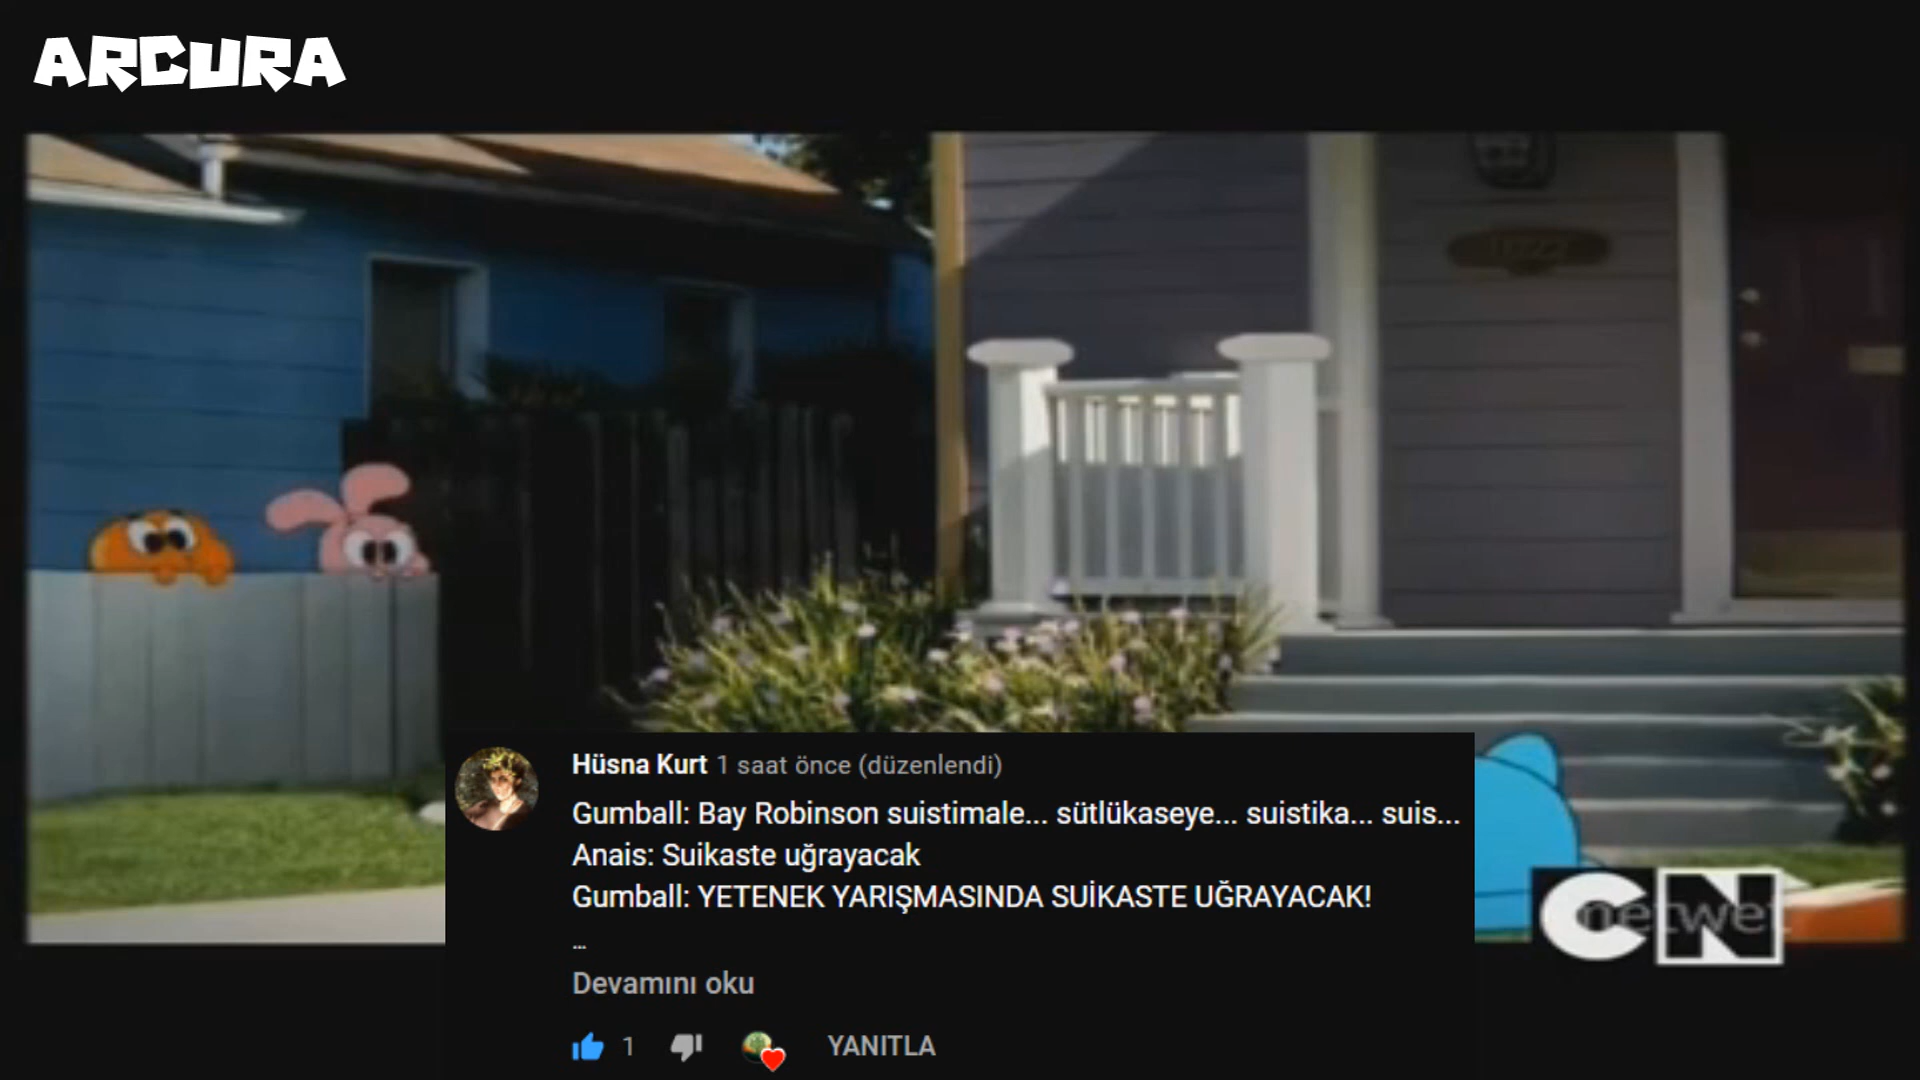 ARCURA
Hüsna Kurt 1 saat önce (düzenlendi)
Gumball: Bay Robinson suistimale... sütlükaseye... suistika... suis...
Anais: Suikaste uğrayacak
Gumball: YETENEK YARIŞMASINDA SUİKASTE UĞRAYACAK!
...
Devamını oku
1
YANITLA
CN